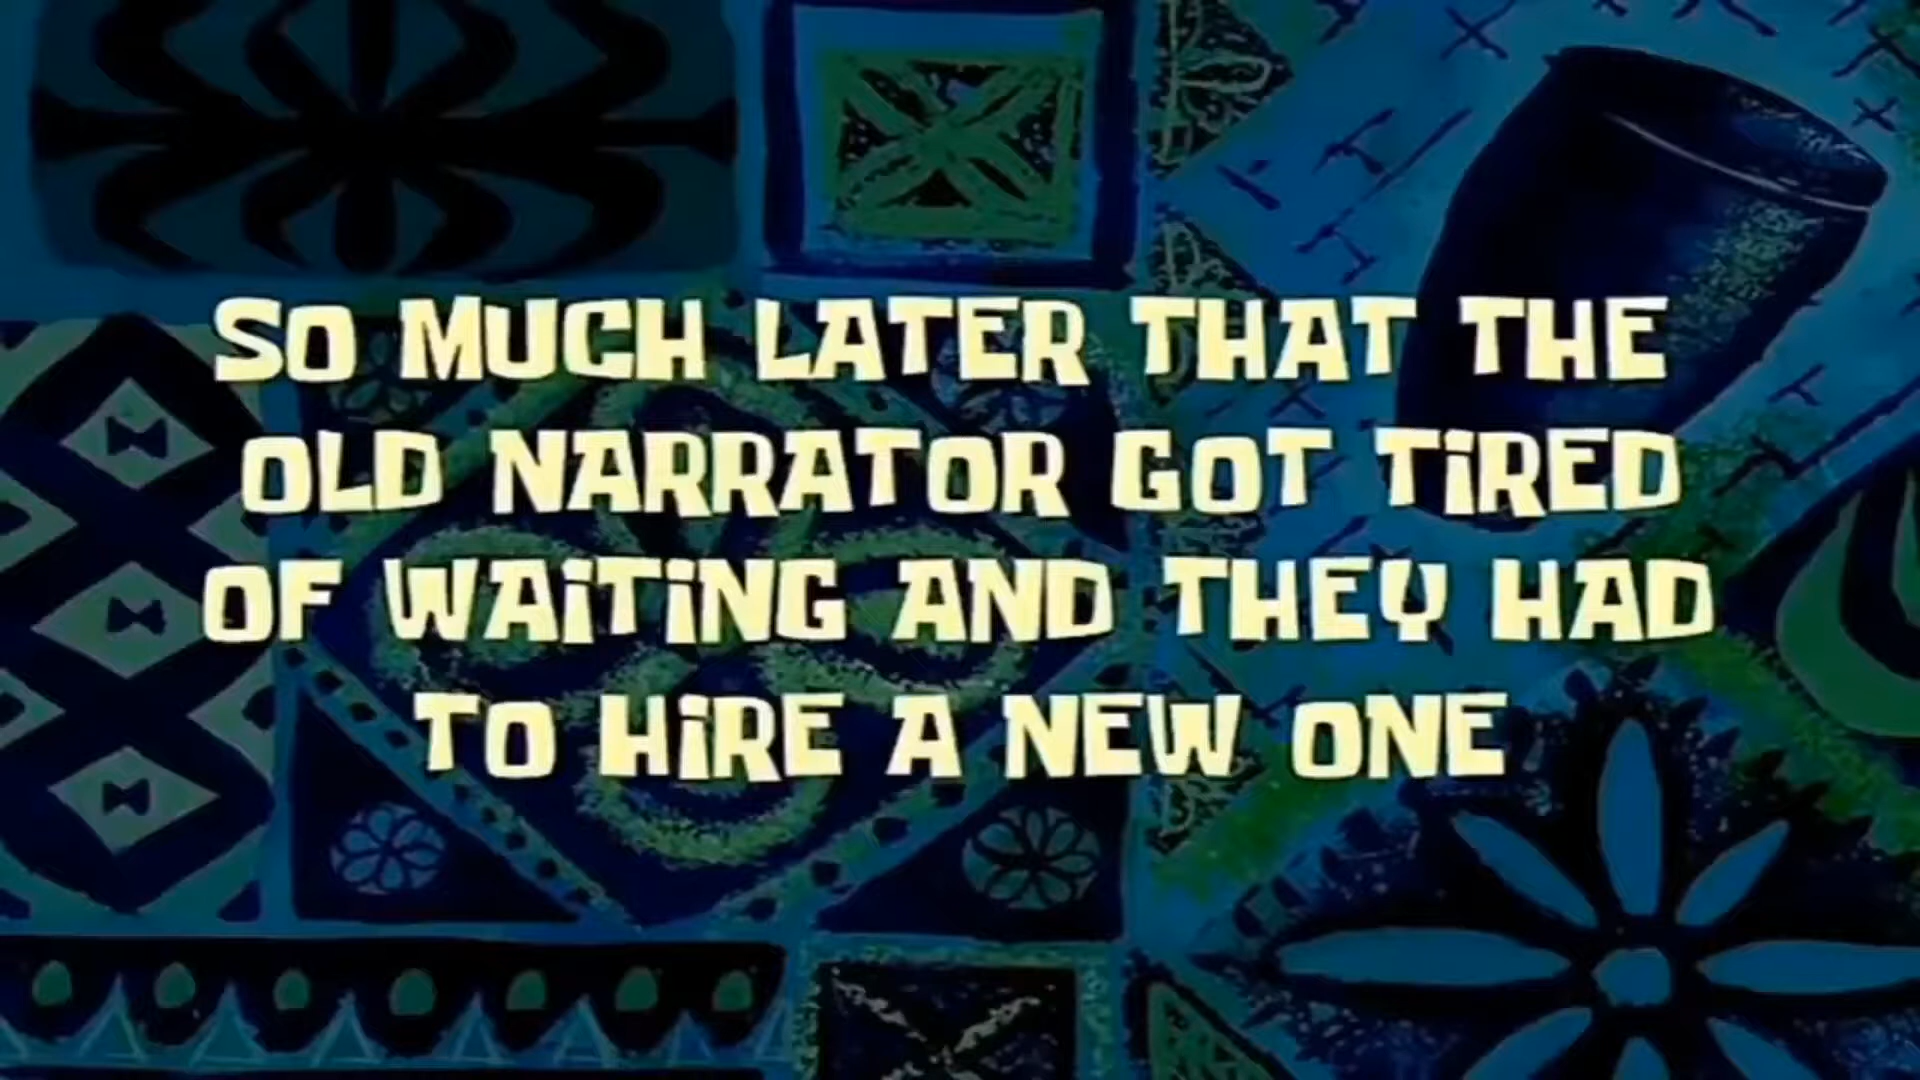 SO MUCH LATER THAT THE
OLD NARRATOR GOT TiRED
OF WAiTiNG AND THEY HAD
TO HiRE A NEW ONE